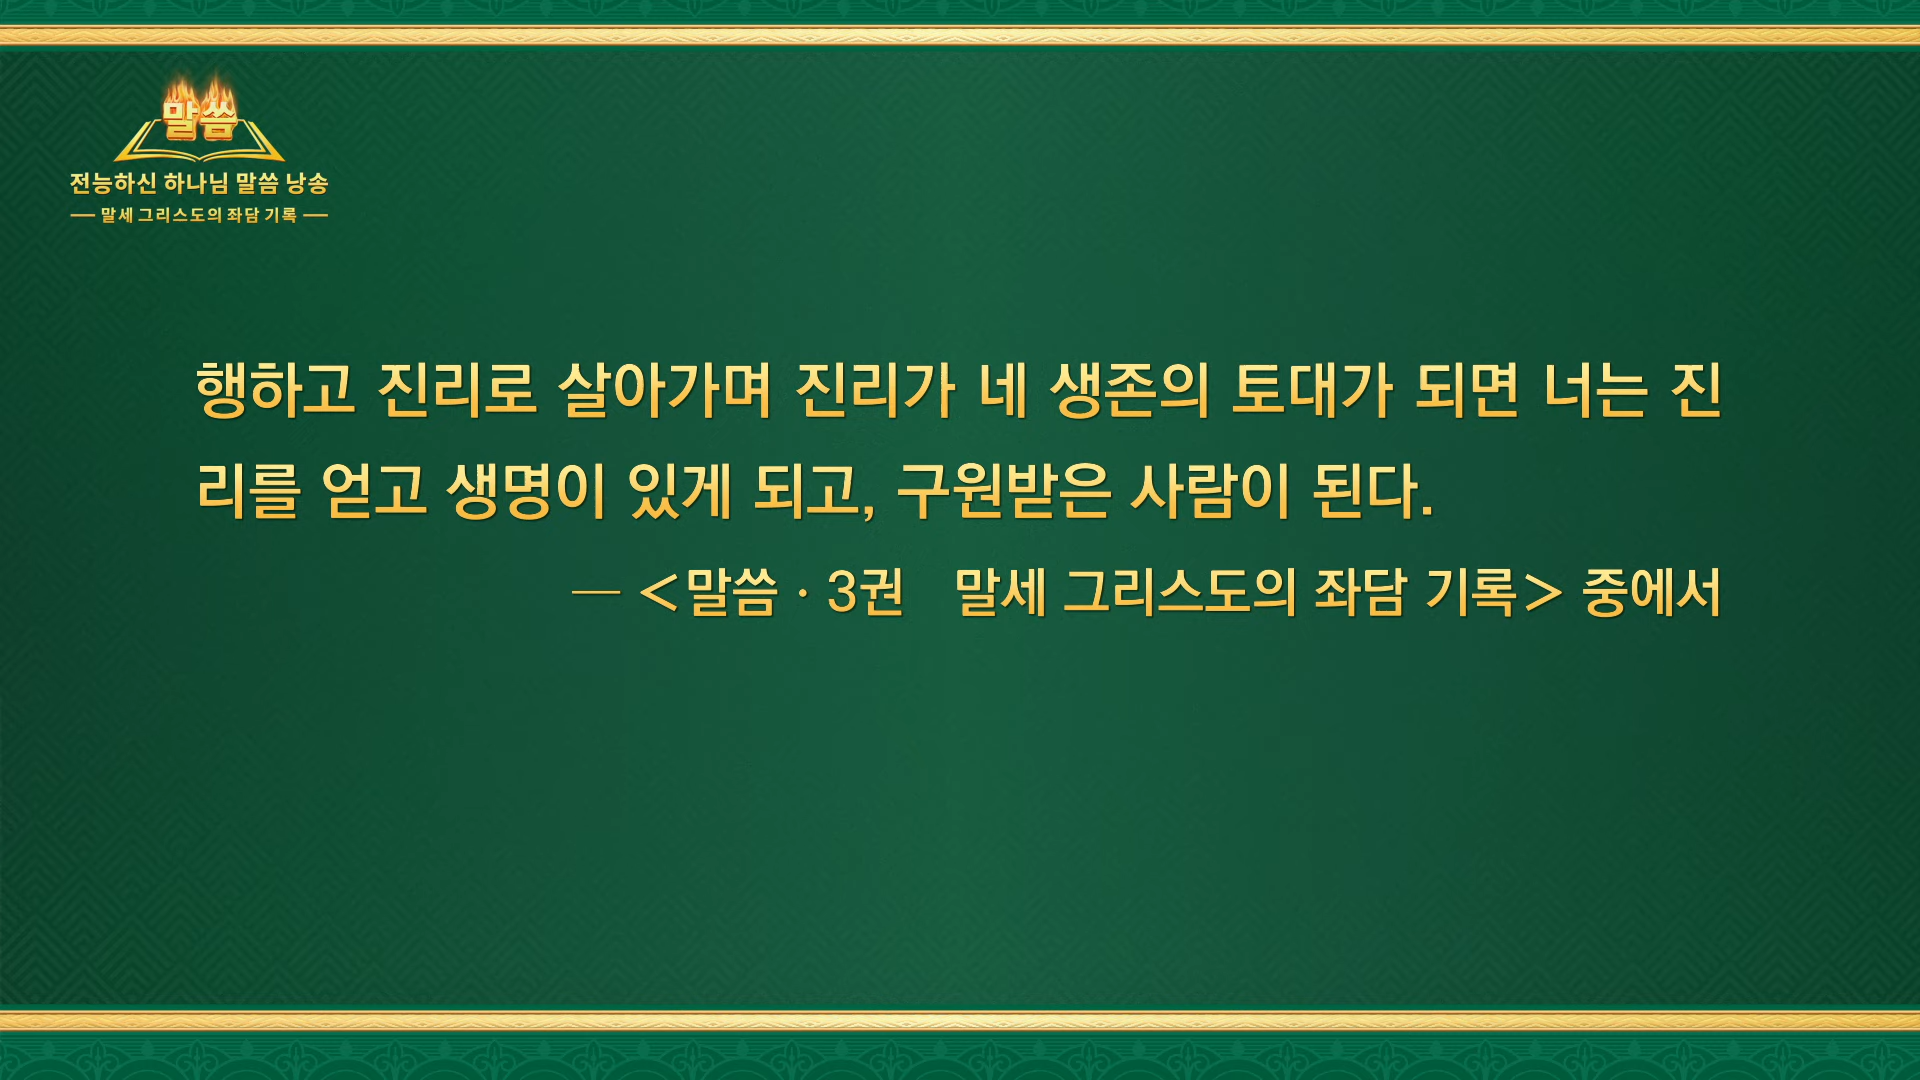 말씀
전능하신 하나님 말씀 낭송
— 말세 그리스도의 좌담 기록 —
행하고 진리로 살아가며 진리가 네 생존의 토대가 되면 너는 진
리를 얻고 생명이 있게 되고, 구원받은 사람이 된다.
— <말씀 · 3권   말세 그리스도의 좌담 기록> 중에서